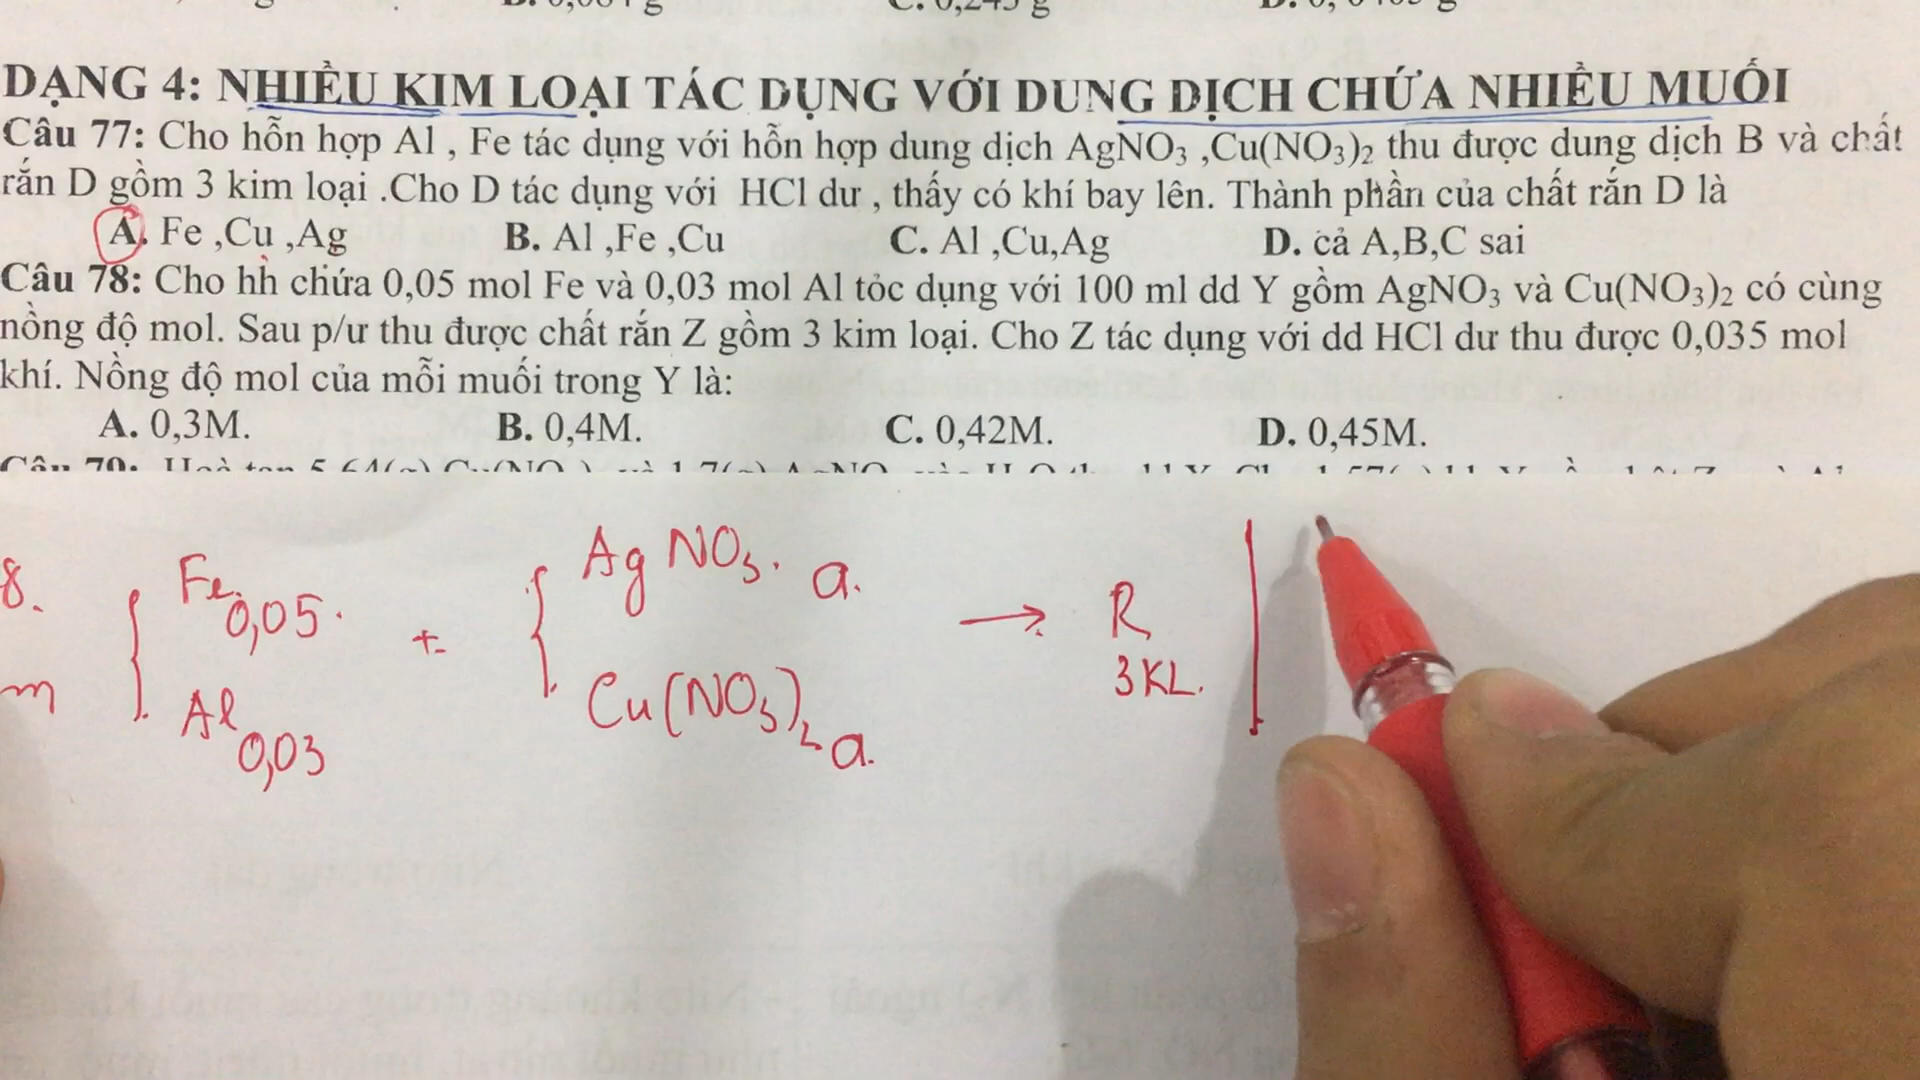 DẠNG 4: NHIỀU KIM LOẠI TÁC DỤNG VỚI DUNG DỊCH CHỨA NHIỀU MUỐI
Câu 77: Cho hỗn hợp Al , Fe tác dụng với hỗn hợp dung dịch AgNO3 ,Cu(NO3)2 thu được dung dịch B và chất
rắn D gồm 3 kim loại .Cho D tác dụng với HCl dư , thấy có khí bay lên. Thành phần của chất rắn D là
A. Fe ,Cu ,Ag B. Al ,Fe ,Cu C. Al ,Cu,Ag D. cả A,B,C sai
Câu 78: Cho hh chứa 0,05 mol Fe và 0,03 mol Al tỏc dụng với 100 ml dd Y gồm AgNO3 và Cu(NO3)2 có cùng
nồng độ mol. Sau p/ư thu được chất rắn Z gồm 3 kim loại. Cho Z tác dụng với dd HCl dư thu được 0,035 mol
khí. Nồng độ mol của mỗi muối trong Y là:
A. 0,3M. B. 0,4M. C. 0,42M. D. 0,45M.
8. Fe 0,05. + AgNO3. a. → R
m Al 0,03 Cu(NO3)2 a. 3KL.